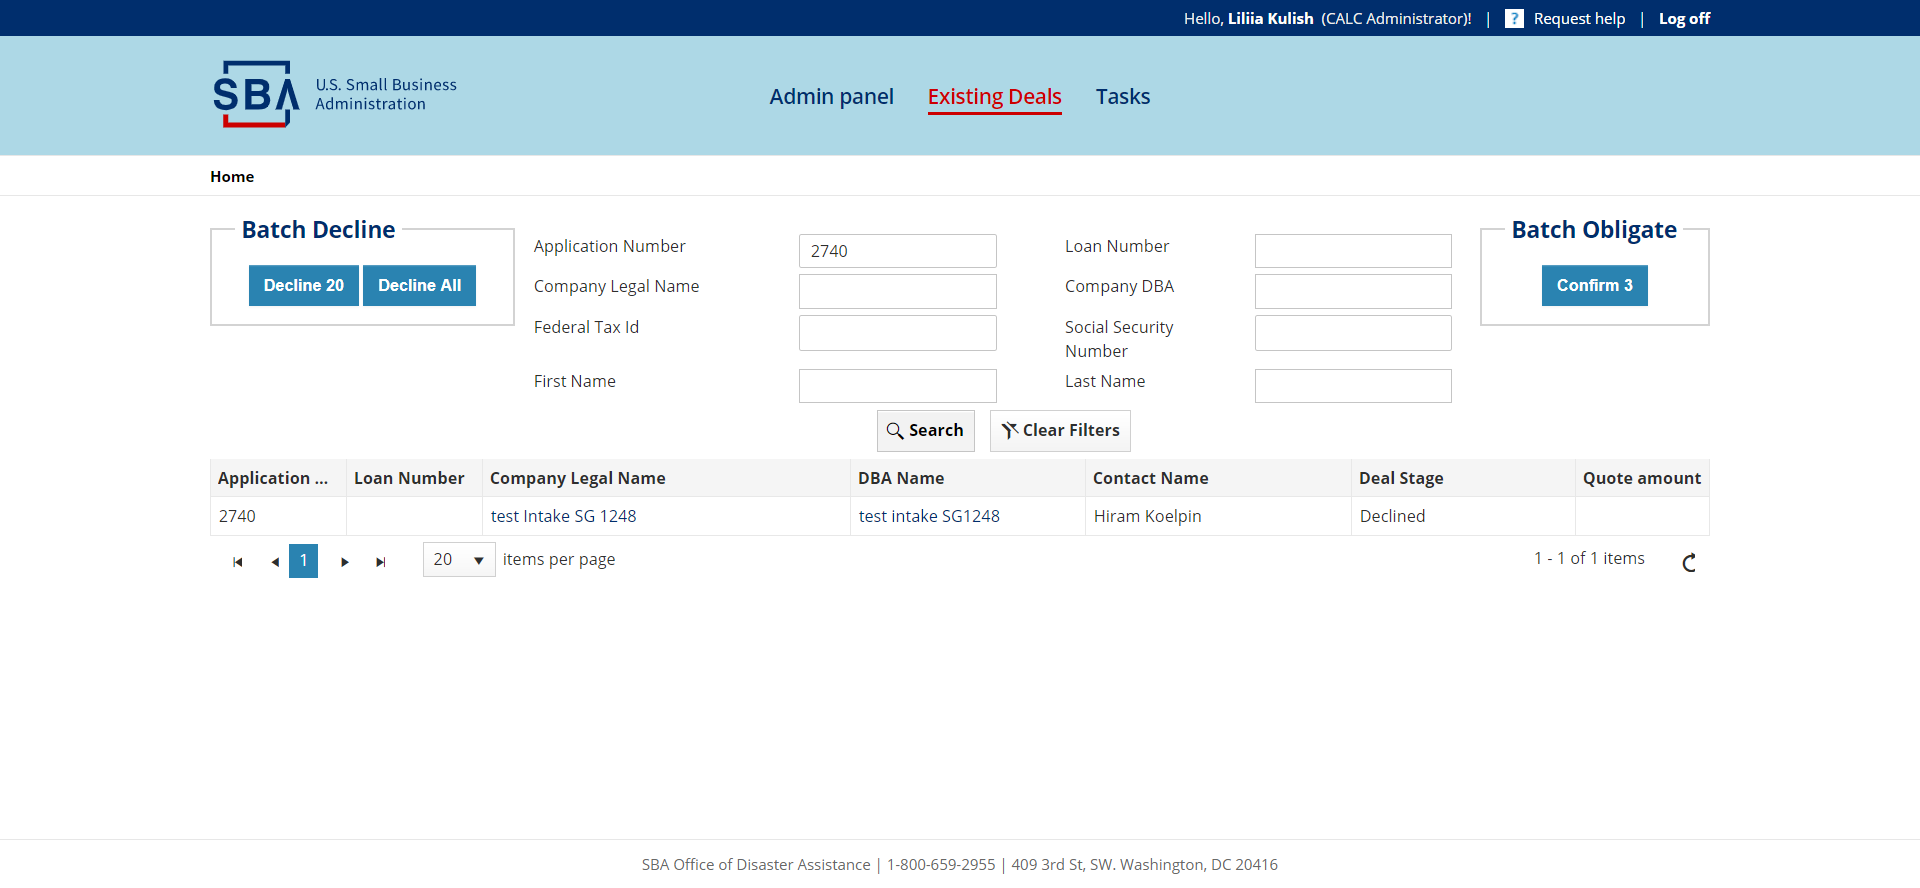 Hello, Liliia Kulish (CALC Administrator)! | ? Request help | Log off
SBA U.S. Small Business
Administration
Admin panel Existing Deals Tasks
Home
Batch Decline
Decline 20 Decline All
Application Number 2740 Loan Number
Company Legal Name Company DBA
Federal Tax Id Social Security
Number
First Name Last Name
Batch Obligate
Confirm 3
Search Clear Filters
Application ... Loan Number Company Legal Name DBA Name Contact Name Deal Stage Quote amount
2740 test Intake SG 1248 test intake SG1248 Hiram Koelpin Declined
1 20 items per page 1 - 1 of 1 items
SBA Office of Disaster Assistance | 1-800-659-2955 | 409 3rd St, SW. Washington, DC 20416